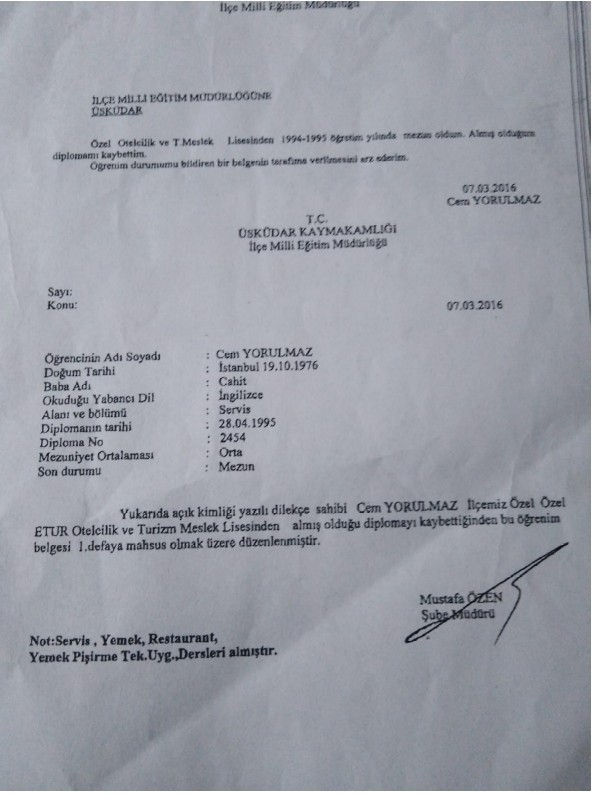 İlçe Milli Eğitim Müdürlüğü
İLÇE MİLLİ EĞİTİM MÜDÜRLÜĞÜNE
ÜSKÜDAR
Özel Otelcilik ve T.Meslek Lisesinden 1994-1995 öğretim yılında mezun oldum. Almış olduğum
diplomamı kaybettim.
Öğrenim durumumu bildiren bir belgenin tarafıma verilmesini arz ederim.
07.03.2016
Cem YORULMAZ
T.C.
ÜSKÜDAR KAYMAKAMLIĞI
İlçe Milli Eğitim Müdürlüğü
Sayı:
Konu:
07.03.2016
Öğrencinin Adı Soyadı : Cem YORULMAZ
Doğum Tarihi : İstanbul 19.10.1976
Baba Adı : Cahit
Okuduğu Yabancı Dil : İngilizce
Alanı ve bölümü : Servis
Diplomanın tarihi : 28.04.1995
Diploma No : 2454
Mezuniyet Ortalaması : Orta
Son durumu : Mezun
Yukarıda açık kimliği yazılı dilekçe sahibi Cem YORULMAZ İlçemiz Özel Özel
ETUR Otelcilik ve Turizm Meslek Lisesinden almış olduğu diplomayı kaybettiğinden bu öğrenim
belgesi 1.defaya mahsus olmak üzere düzenlenmiştir.
Mustafa ÖZEN
Şube Müdürü
Not:Servis , Yemek, Restaurant,
Yemek Pişirme Tek.Uyg.,Dersleri almıştır.